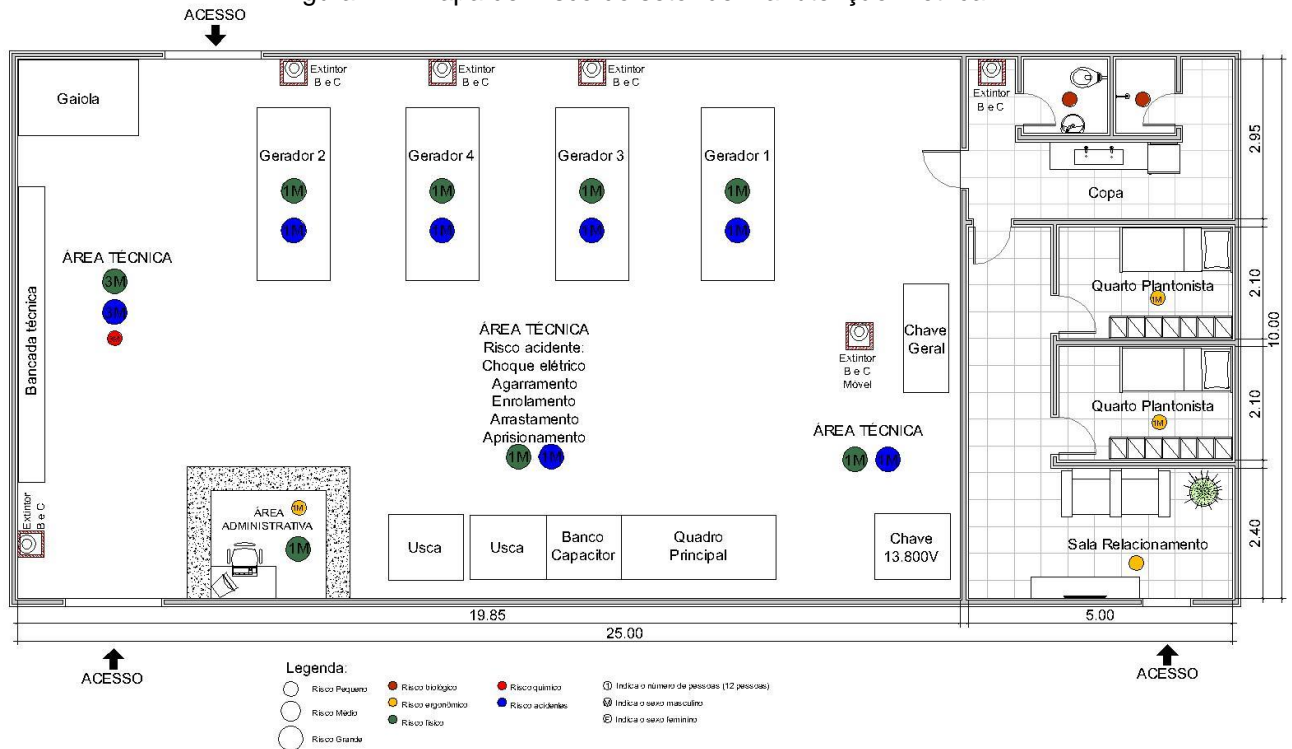 ACESSO
Extintor
B e C
Extintor
B e C
Extintor
B e C
Extintor
B e C
Gaiola
Gerador 2
Gerador 4
Gerador 3
Gerador 1
1M
1M
1M
1M
1M
1M
1M
1M
Copa
2.95
ÁREA TÉCNICA
3M
3M
Bancada técnica
ÁREA TÉCNICA
Risco acidente:
Choque elétrico
Agarramento
Enrolamento
Arrastamento
Aprisionamento
1M
1M
Extintor
B e C
Móvel
Chave
Geral
ÁREA TÉCNICA
1M
1M
Quarto Plantonista
1M
2.10
10.00
Quarto Plantonista
1M
2.10
Extintor
B e C
ÁREA
ADMINISTRATIVA
1M
1M
Usca
Usca
Banco
Capacitor
Quadro
Principal
Chave
13.800V
Sala Relacionamento
2.40
19.85
5.00
25.00
ACESSO
ACESSO
Legenda:
Risco Pequeno
Risco Médio
Risco Grande
Risco biológico
Risco ergonômico
Risco físico
Risco químico
Risco acidentes
1 Indica o número de pessoas (12 pessoas)
M Indica o sexo masculino
F Indica o sexo feminino